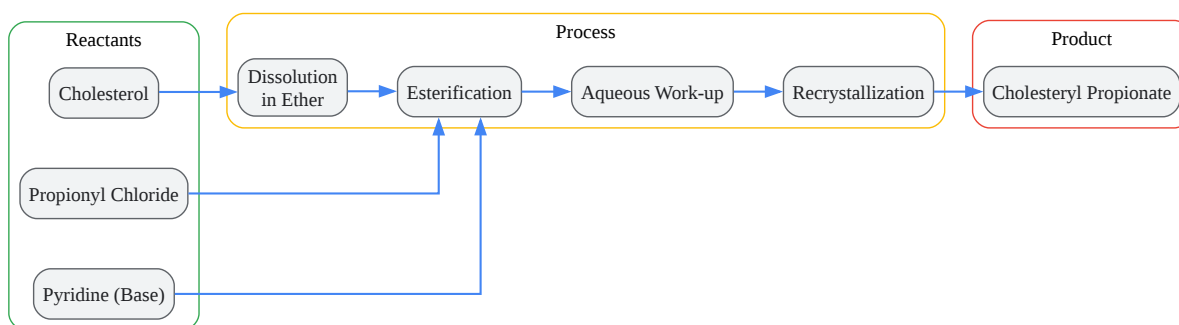 Reactants
Cholesterol
Propionyl Chloride
Pyridine (Base)
Process
Dissolution
in Ether
Esterification
Aqueous Work-up
Recrystallization
Product
Cholesteryl Propionate